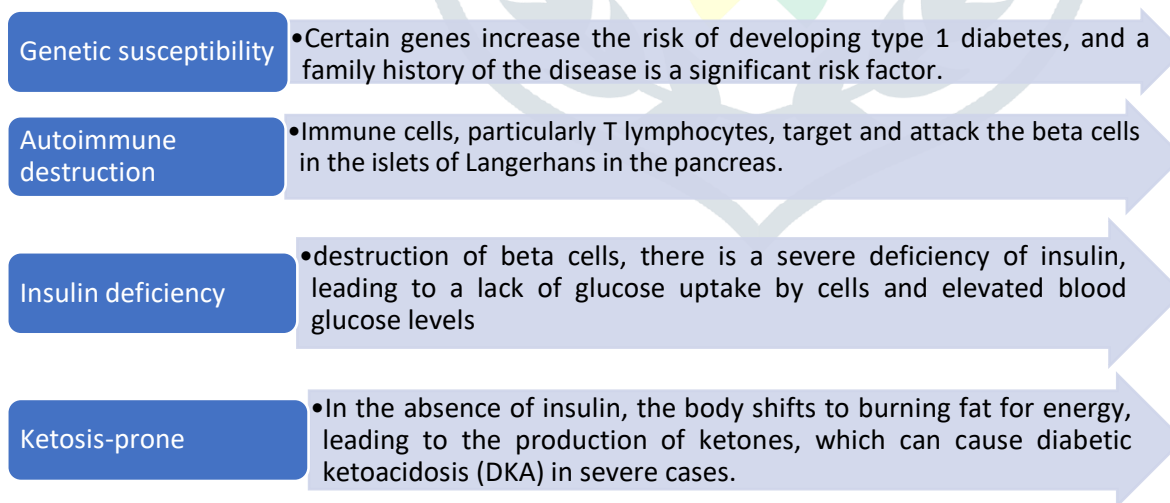 Genetic susceptibility
•Certain genes increase the risk of developing type 1 diabetes, and a
family history of the disease is a significant risk factor.
Autoimmune
destruction
•Immune cells, particularly T lymphocytes, target and attack the beta cells
in the islets of Langerhans in the pancreas.
Insulin deficiency
•destruction of beta cells, there is a severe deficiency of insulin,
leading to a lack of glucose uptake by cells and elevated blood
glucose levels
Ketosis-prone
•In the absence of insulin, the body shifts to burning fat for energy,
leading to the production of ketones, which can cause diabetic
ketoacidosis (DKA) in severe cases.